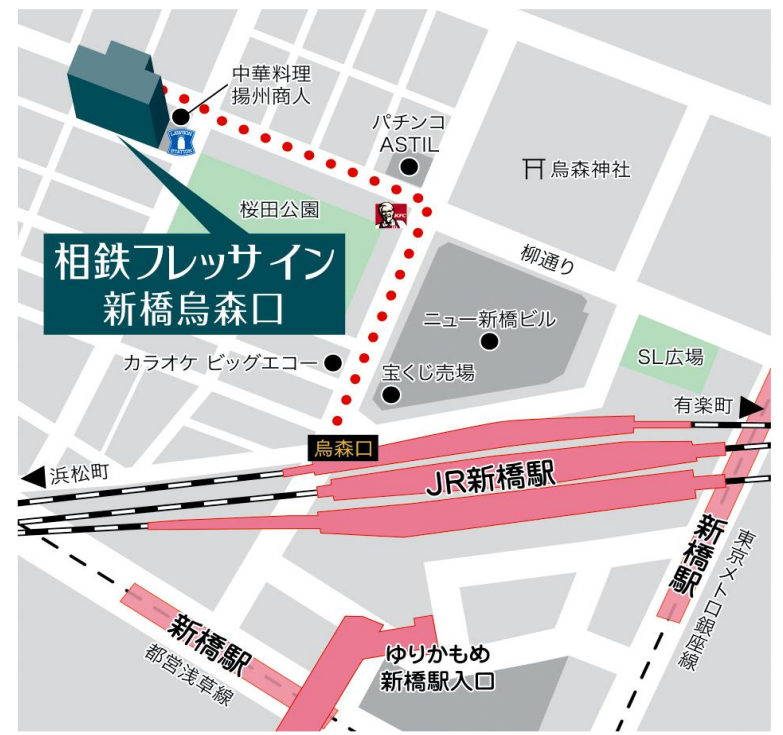 中華料理
揚州商人
LAWSON
STATION
パチンコ
ASTIL
烏森神社
桜田公園
KFC
柳通り
相鉄フレッサイン
新橋烏森口
ニュー新橋ビル
SL広場
カラオケ ビッグエコー
宝くじ売場
有楽町
烏森口
浜松町
JR新橋駅
新橋駅
東京メトロ銀座線
新橋駅
都営浅草線
ゆりかもめ
新橋駅入口